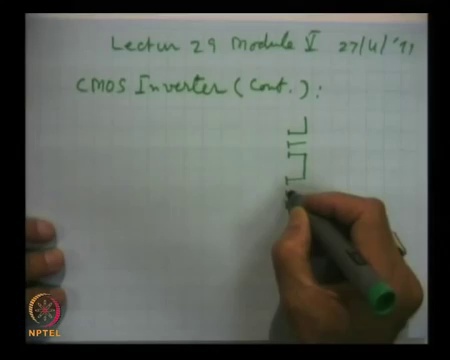 Lectur 29 Module V 27/4/'11
CMOS Inverter (Cont.) :
NPTEL